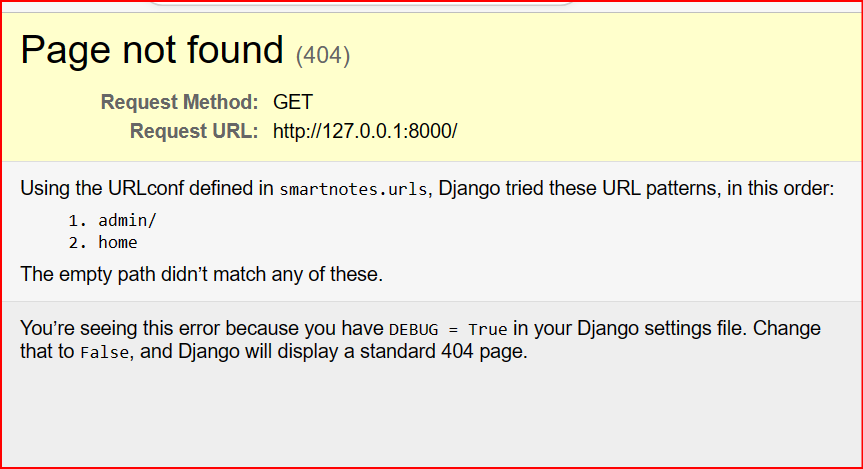 Page not found (404)
Request Method: GET
Request URL: http://127.0.0.1:8000/
Using the URLconf defined in smartnotes.urls, Django tried these URL patterns, in this order:
1. admin/
2. home
The empty path didn’t match any of these.
You’re seeing this error because you have DEBUG = True in your Django settings file. Change
that to False, and Django will display a standard 404 page.